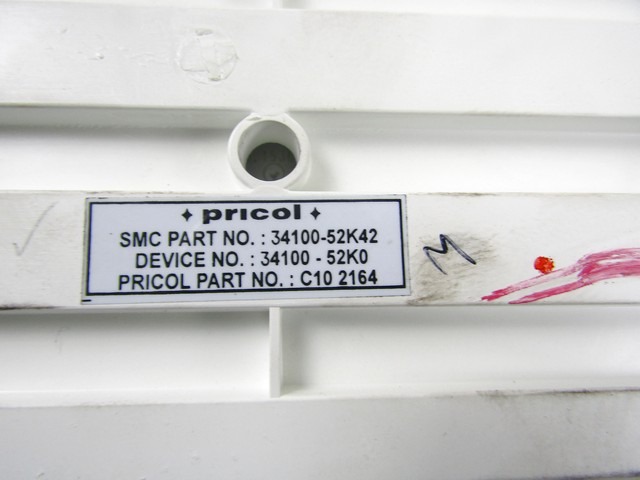 pricol
SMC PART NO. : 34100-52K42
DEVICE NO. : 34100 - 52K0
PRICOL PART NO. : C10 2164
M